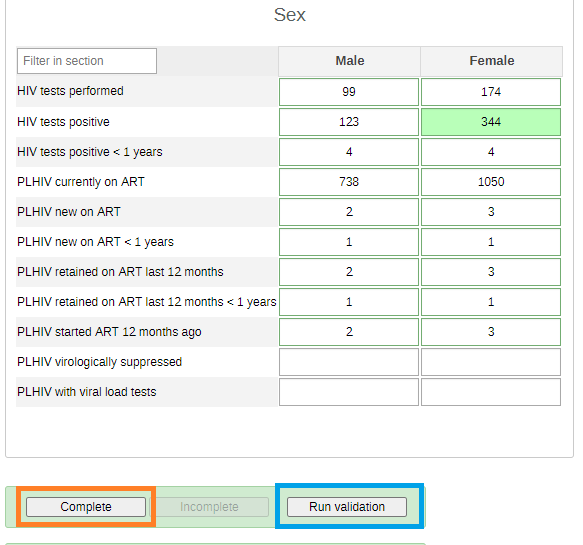 Sex
Filter in section Male Female
HIV tests performed 99 174
HIV tests positive 123 344
HIV tests positive < 1 years 4 4
PLHIV currently on ART 738 1050
PLHIV new on ART 2 3
PLHIV new on ART < 1 years 1 1
PLHIV retained on ART last 12 months 2 3
PLHIV retained on ART last 12 months < 1 years 1 1
PLHIV started ART 12 months ago 2 3
PLHIV virologically suppressed
PLHIV with viral load tests
Complete Incomplete Run validation